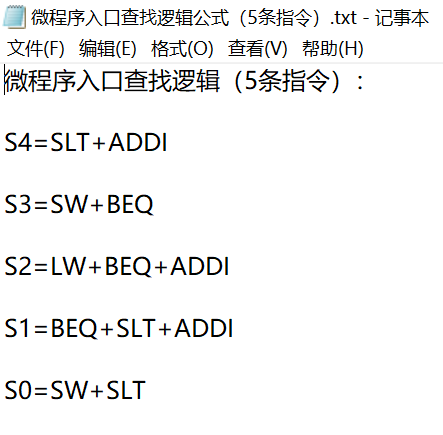 微程序入口查找逻辑公式（5条指令）.txt - 记事本
文件(F) 编辑(E) 格式(O) 查看(V) 帮助(H)
微程序入口查找逻辑（5条指令）：
S4=SLT+ADDI
S3=SW+BEQ
S2=LW+BEQ+ADDI
S1=BEQ+SLT+ADDI
S0=SW+SLT